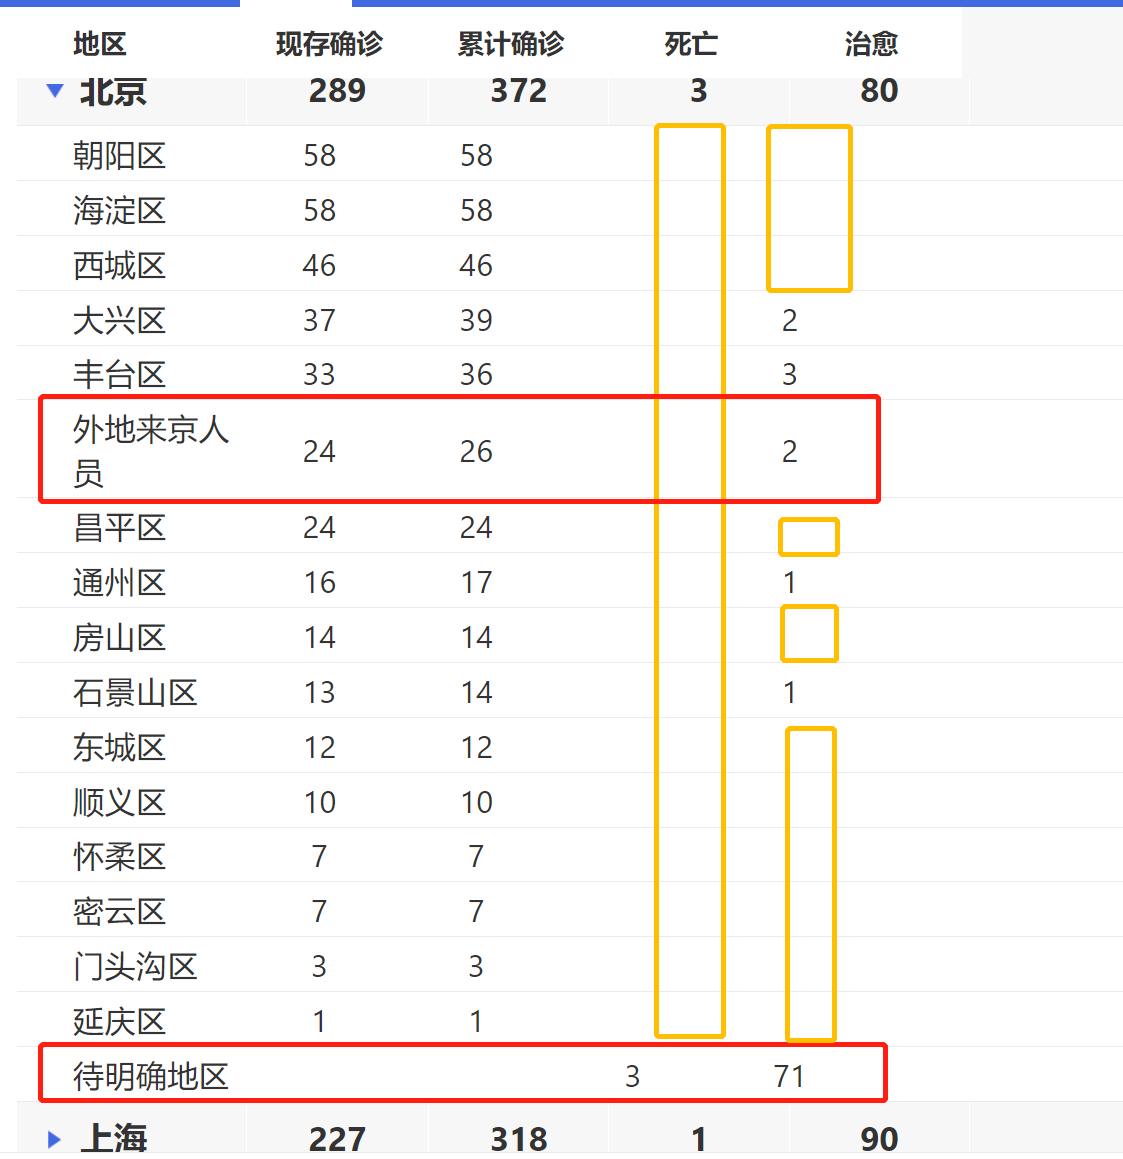 地区 现存确诊 累计确诊 死亡 治愈
北京 289 372 3 80
朝阳区 58 58
海淀区 58 58
西城区 46 46
大兴区 37 39 2
丰台区 33 36 3
外地来京人
员 24 26 2
昌平区 24 24
通州区 16 17 1
房山区 14 14
石景山区 13 14 1
东城区 12 12
顺义区 10 10
怀柔区 7 7
密云区 7 7
门头沟区 3 3
延庆区 1 1
待明确地区 3 71
上海 227 318 1 90